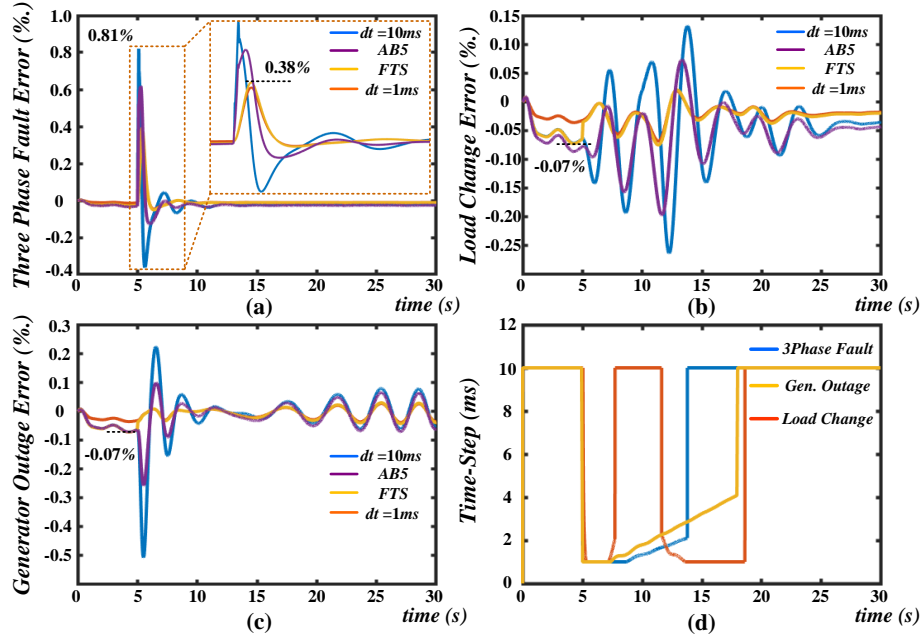 Three Phase Fault Error (%.)
1.0
0.8
0.6
0.4
0.2
0
-0.2
-0.4
0.81%
0.38%
dt =10ms
AB5
FTS
dt =1ms
0
5
10
15
20
25
30
(a)
time (s)
Load Change Error (%.)
0.10
0.05
0
-0.05
-0.10
-0.15
-0.20
-0.25
-0.07%
dt =10ms
AB5
FTS
dt =1ms
0
5
10
15
20
25
30
(b)
time (s)
Generator Outage Error (%.)
0.3
0.2
0.1
0
-0.1
-0.2
-0.3
-0.4
-0.5
-0.07%
dt =10ms
AB5
FTS
dt =1ms
0
5
10
15
20
25
30
(c)
time (s)
Time-Step (ms)
12
10
8
6
4
2
0
3Phase Fault
Gen. Outage
Load Change
0
5
10
15
20
25
30
(d)
time (s)